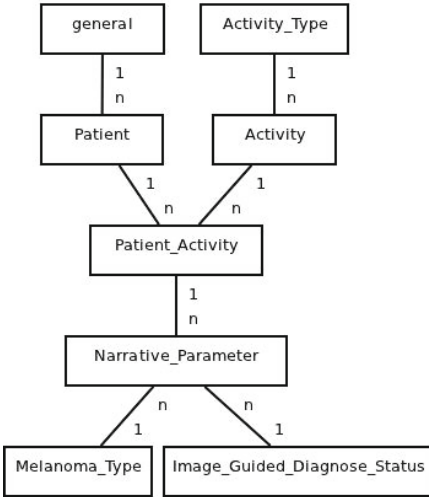 general Activity_Type
1 1
n n
Patient Activity
1 1
n n
Patient_Activity
1
n
Narrative_Parameter
n n
1 1
Melanoma_Type Image_Guided_Diagnose_Status